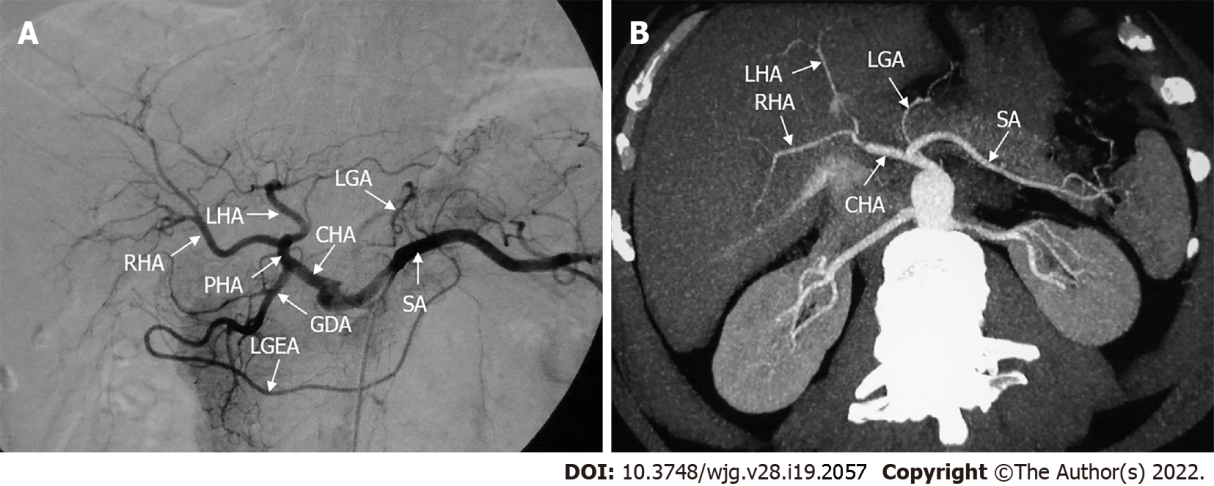 A
LHA
LGA
RHA
CHA
PHA
SA
GDA
LGEA
B
LHA
LGA
RHA
SA
CHA
DOI: 10.3748/wjg.v28.i19.2057 Copyright ©The Author(s) 2022.